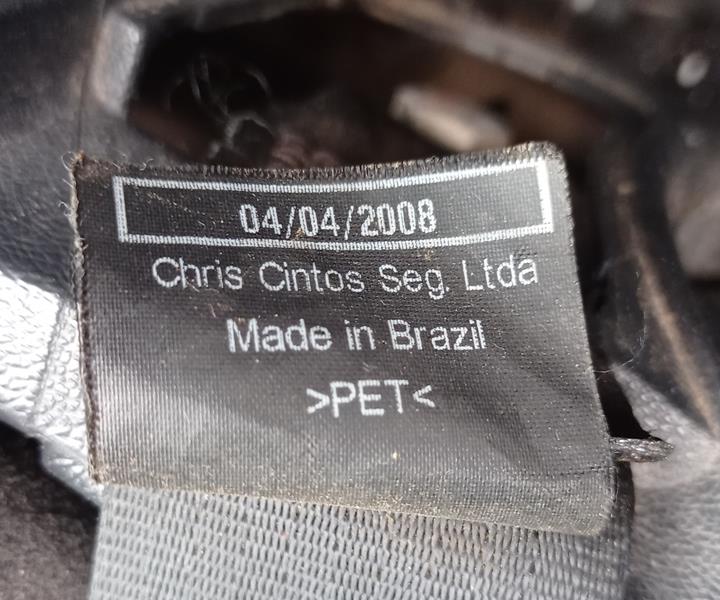 04/04/2008
Chris Cintos Seg. Ltda
Made in Brazil
>PET<